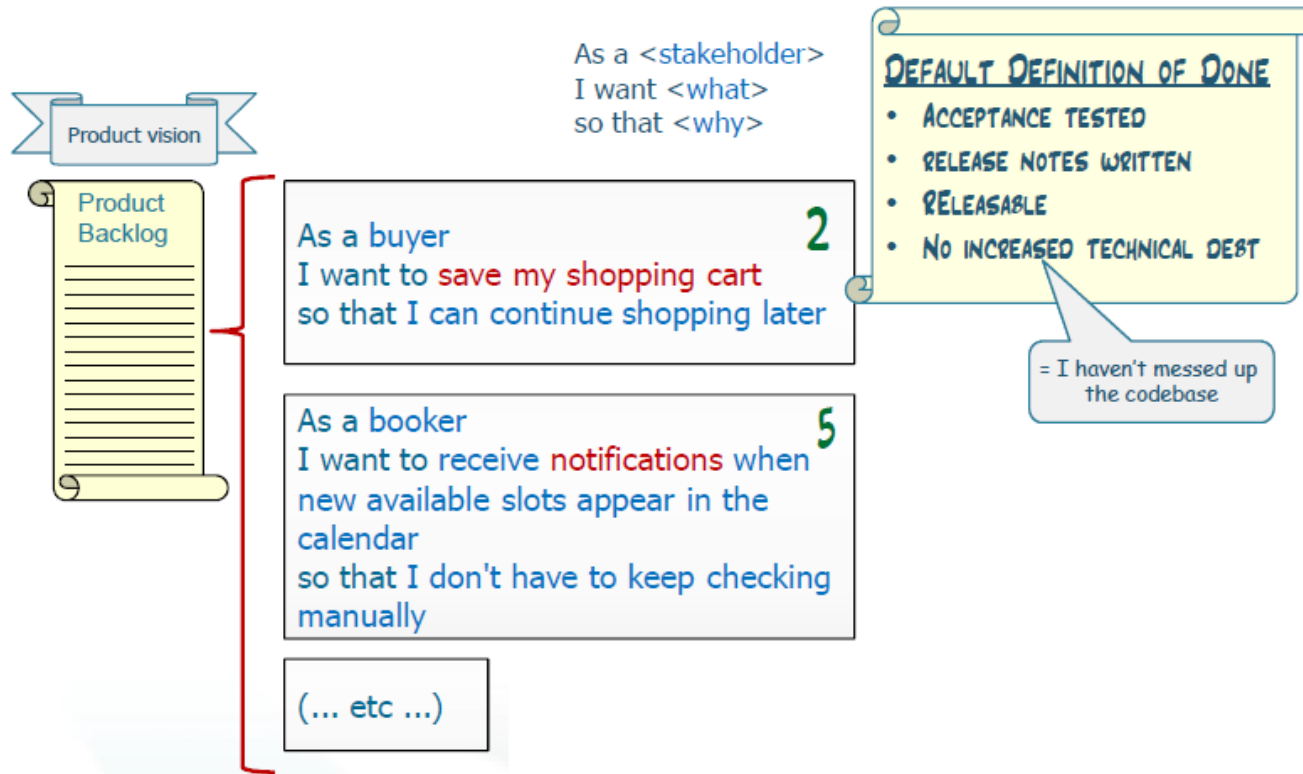 As a <stakeholder>
I want <what>
so that <why>
DEFAULT DEFINITION OF DONE
• ACCEPTANCE TESTED
• RELEASE NOTES WRITTEN
• RELEASABLE
• NO INCREASED TECHNICAL DEBT
= I haven't messed up
the codebase
Product vision
Product
Backlog
As a buyer
2
I want to save my shopping cart
so that I can continue shopping later
As a booker
5
I want to receive notifications when
new available slots appear in the
calendar
so that I don't have to keep checking
manually
(... etc ...)